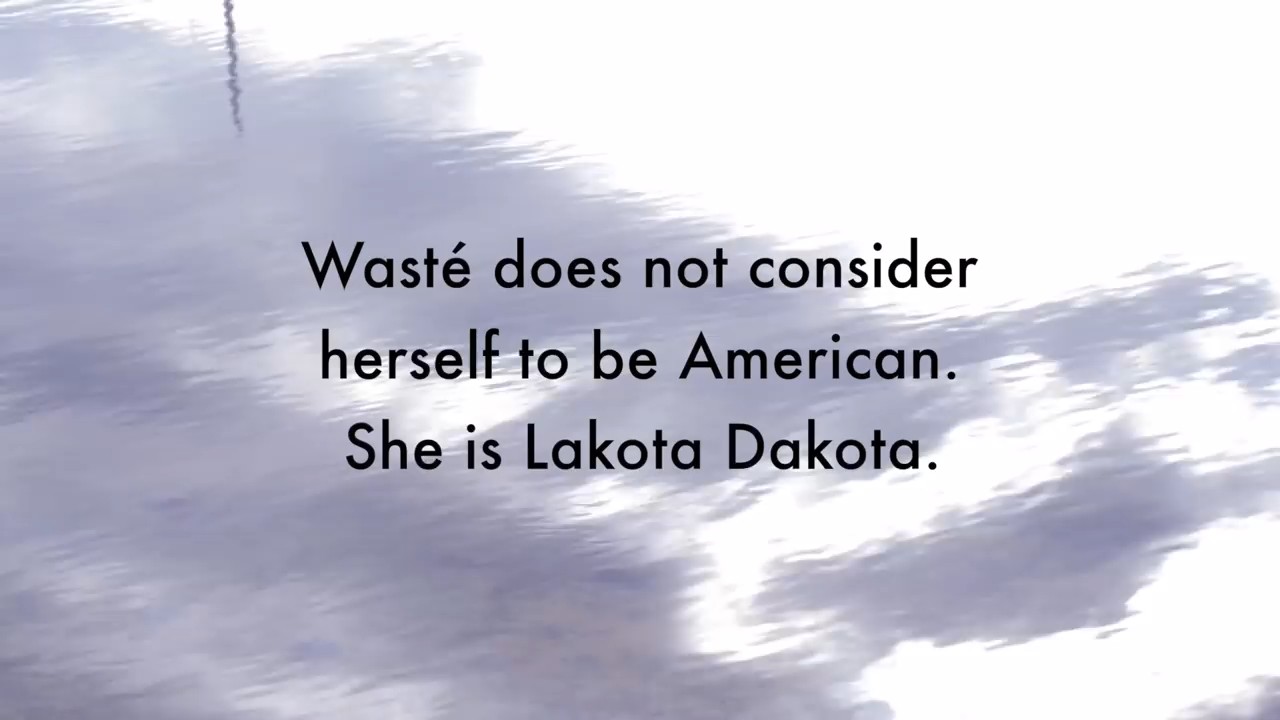 Wasté does not consider
herself to be American.
She is Lakota Dakota.